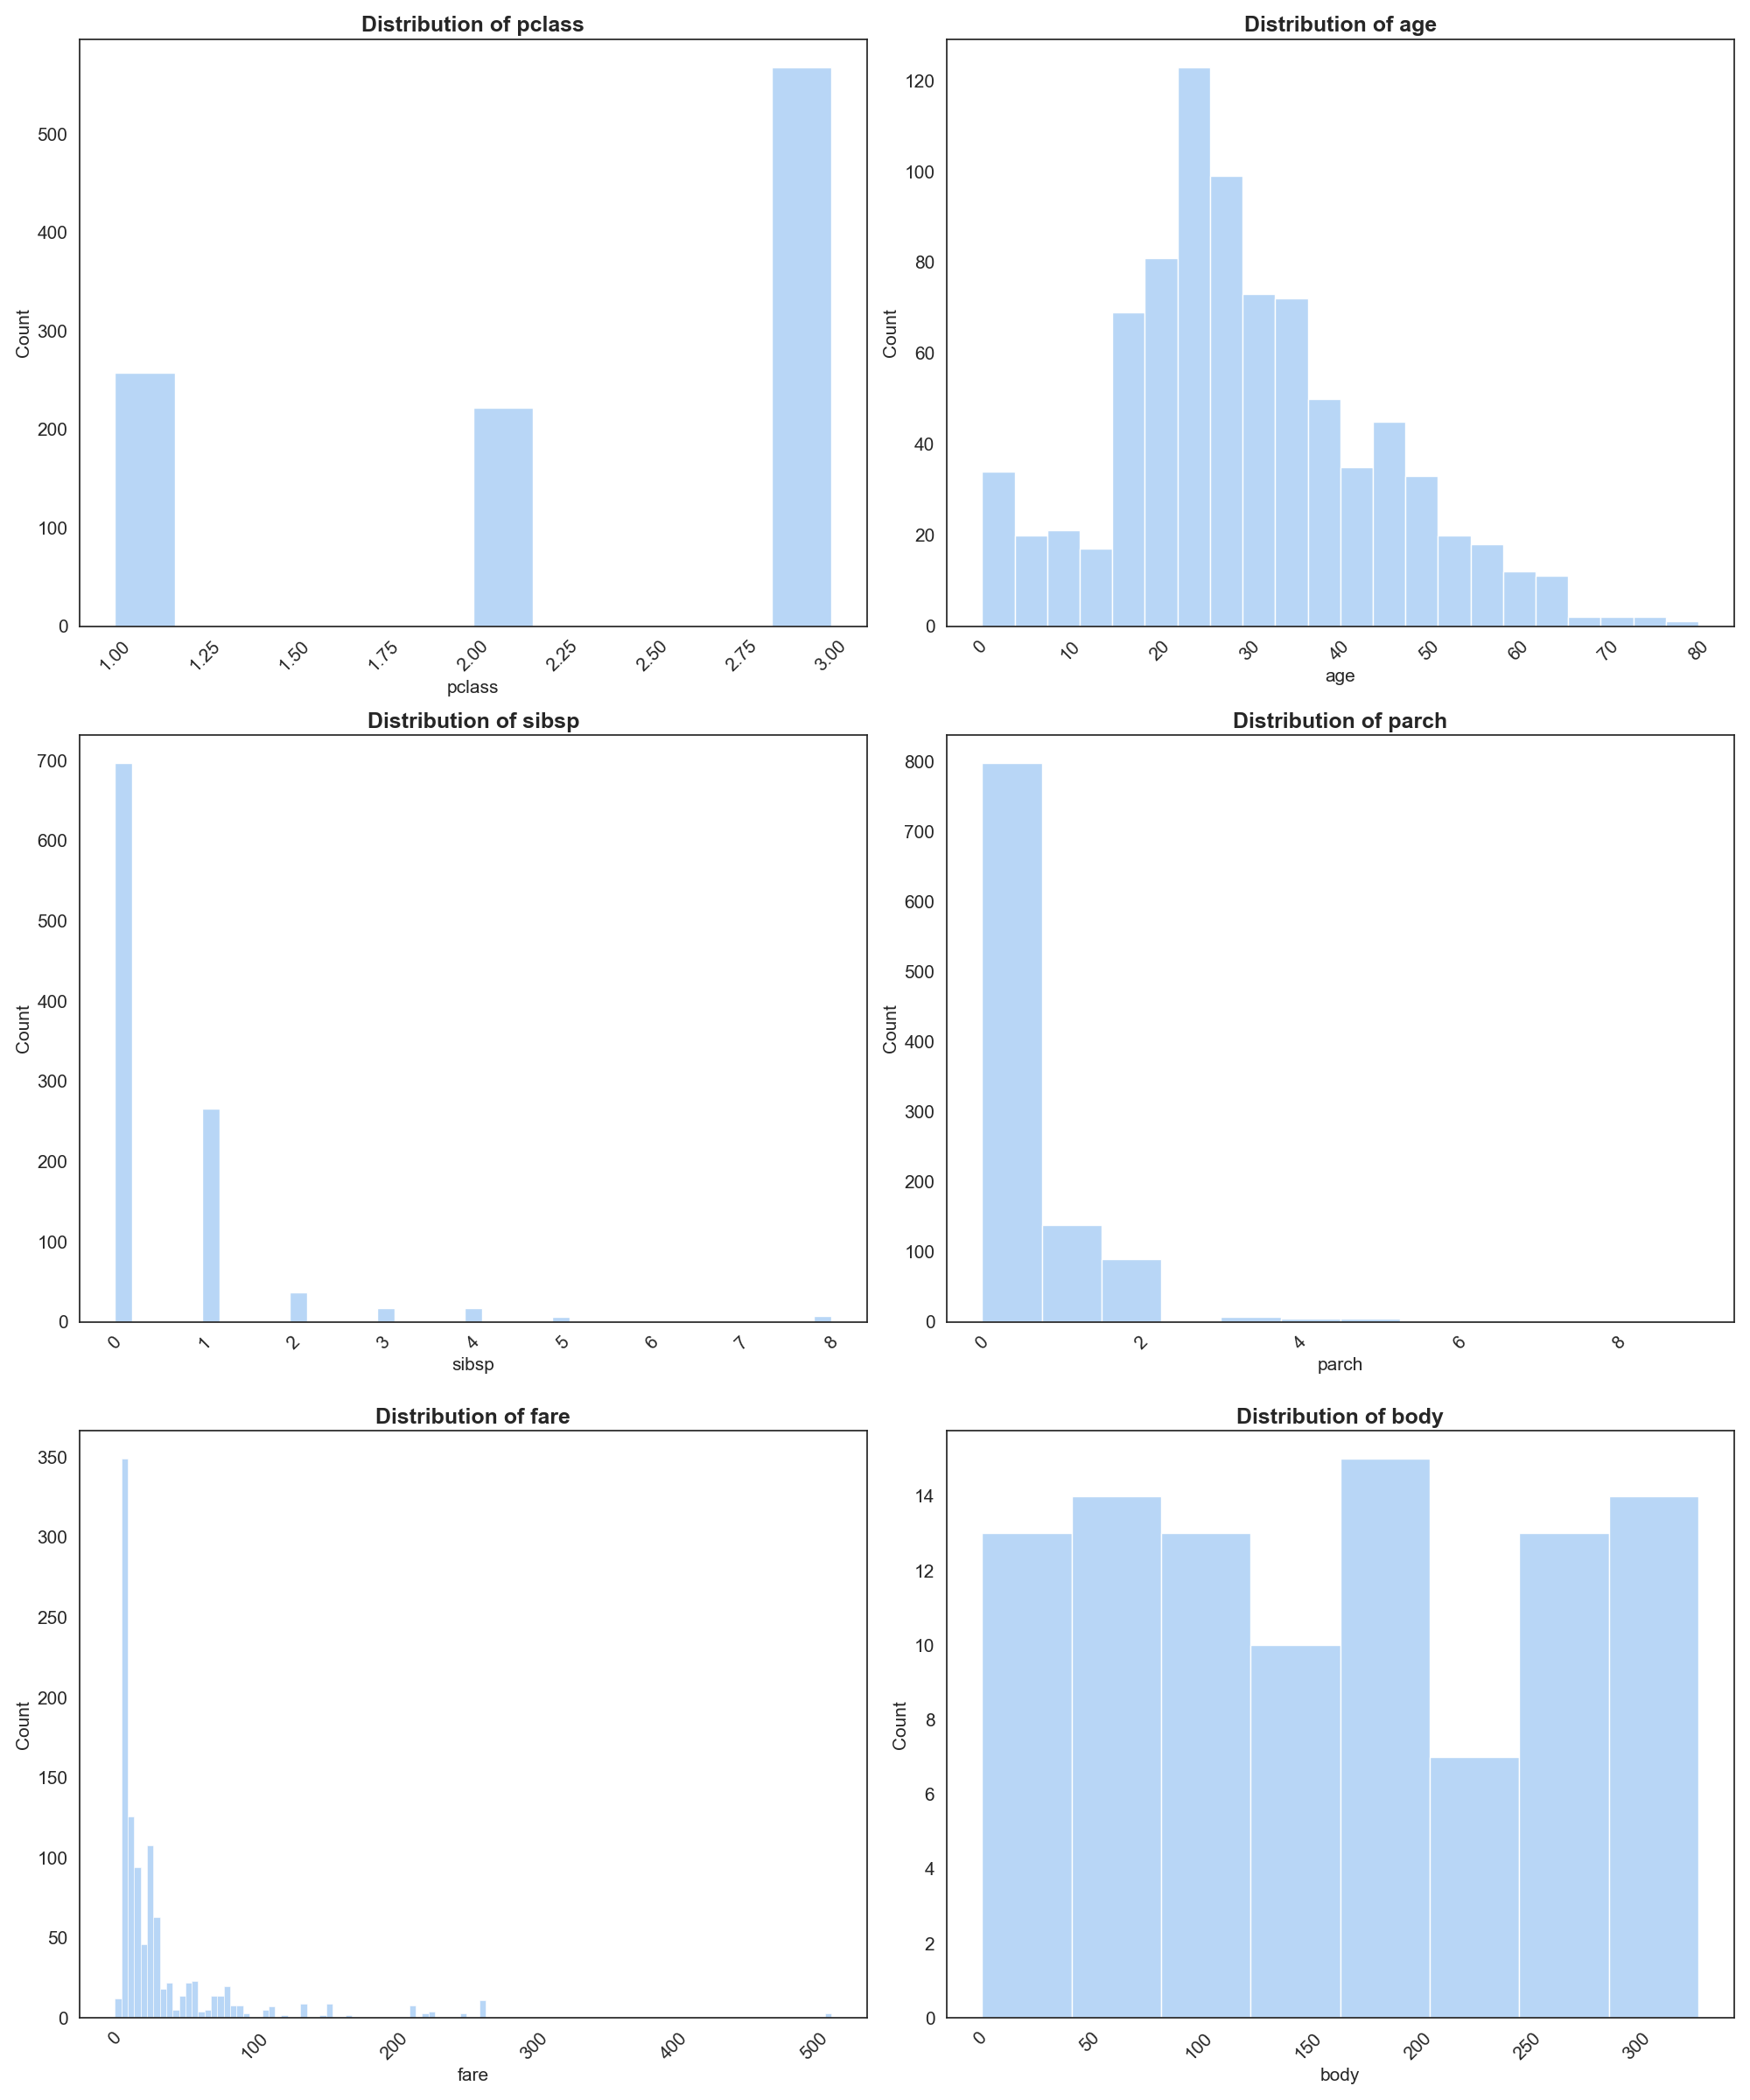 Distribution of pclass
Count
500
400
300
200
100
0
1.00 1.25 1.50 1.75 2.00 2.25 2.50 2.75 3.00
pclass
Distribution of age
Count
120
100
80
60
40
20
0
0 10 20 30 40 50 60 70 80
age
Distribution of sibsp
Count
700
600
500
400
300
200
100
0
0 1 2 3 4 5 6 7 8
sibsp
Distribution of parch
Count
800
700
600
500
400
300
200
100
0
0 2 4 6 8
parch
Distribution of fare
Count
350
300
250
200
150
100
50
0
0 100 200 300 400 500
fare
Distribution of body
Count
14
12
10
8
6
4
2
0
0 50 100 150 200 250 300
body